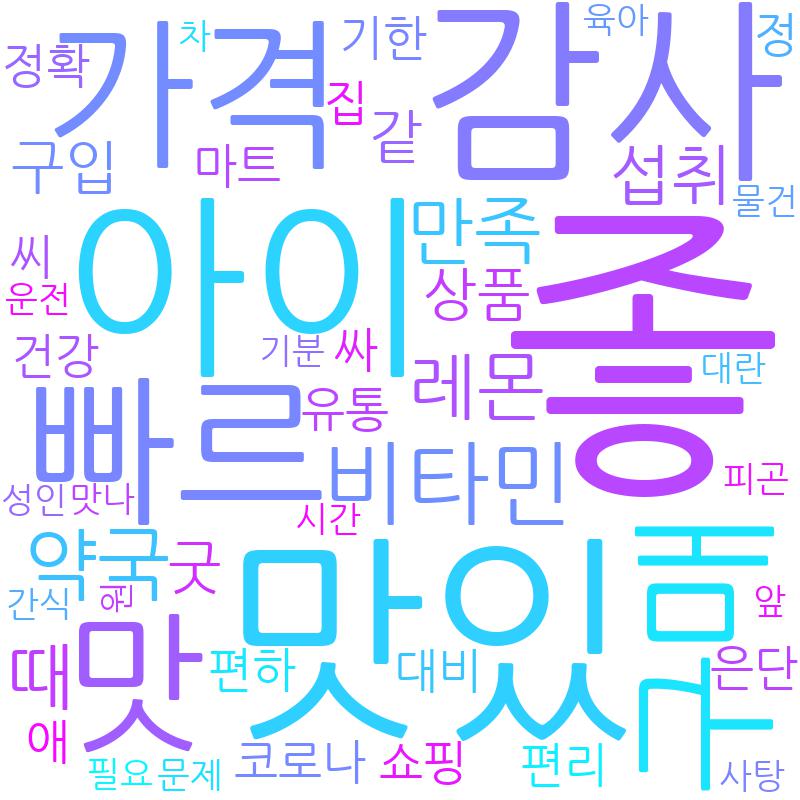 가격
감사
육아
정
차
기한
정확
집
같
구입
마트
섭취
물건
아이
만족
좋
씨
운전
상품
건강
기분
싸
대란
레몬
빠르
유통
비타민
피곤
성인
맛나
시간
구매
약국
굿
맛있
간식
원
앞
맛
때
편하
대비
은단
애
필요
문제
코로나
쇼핑
편리
사탕